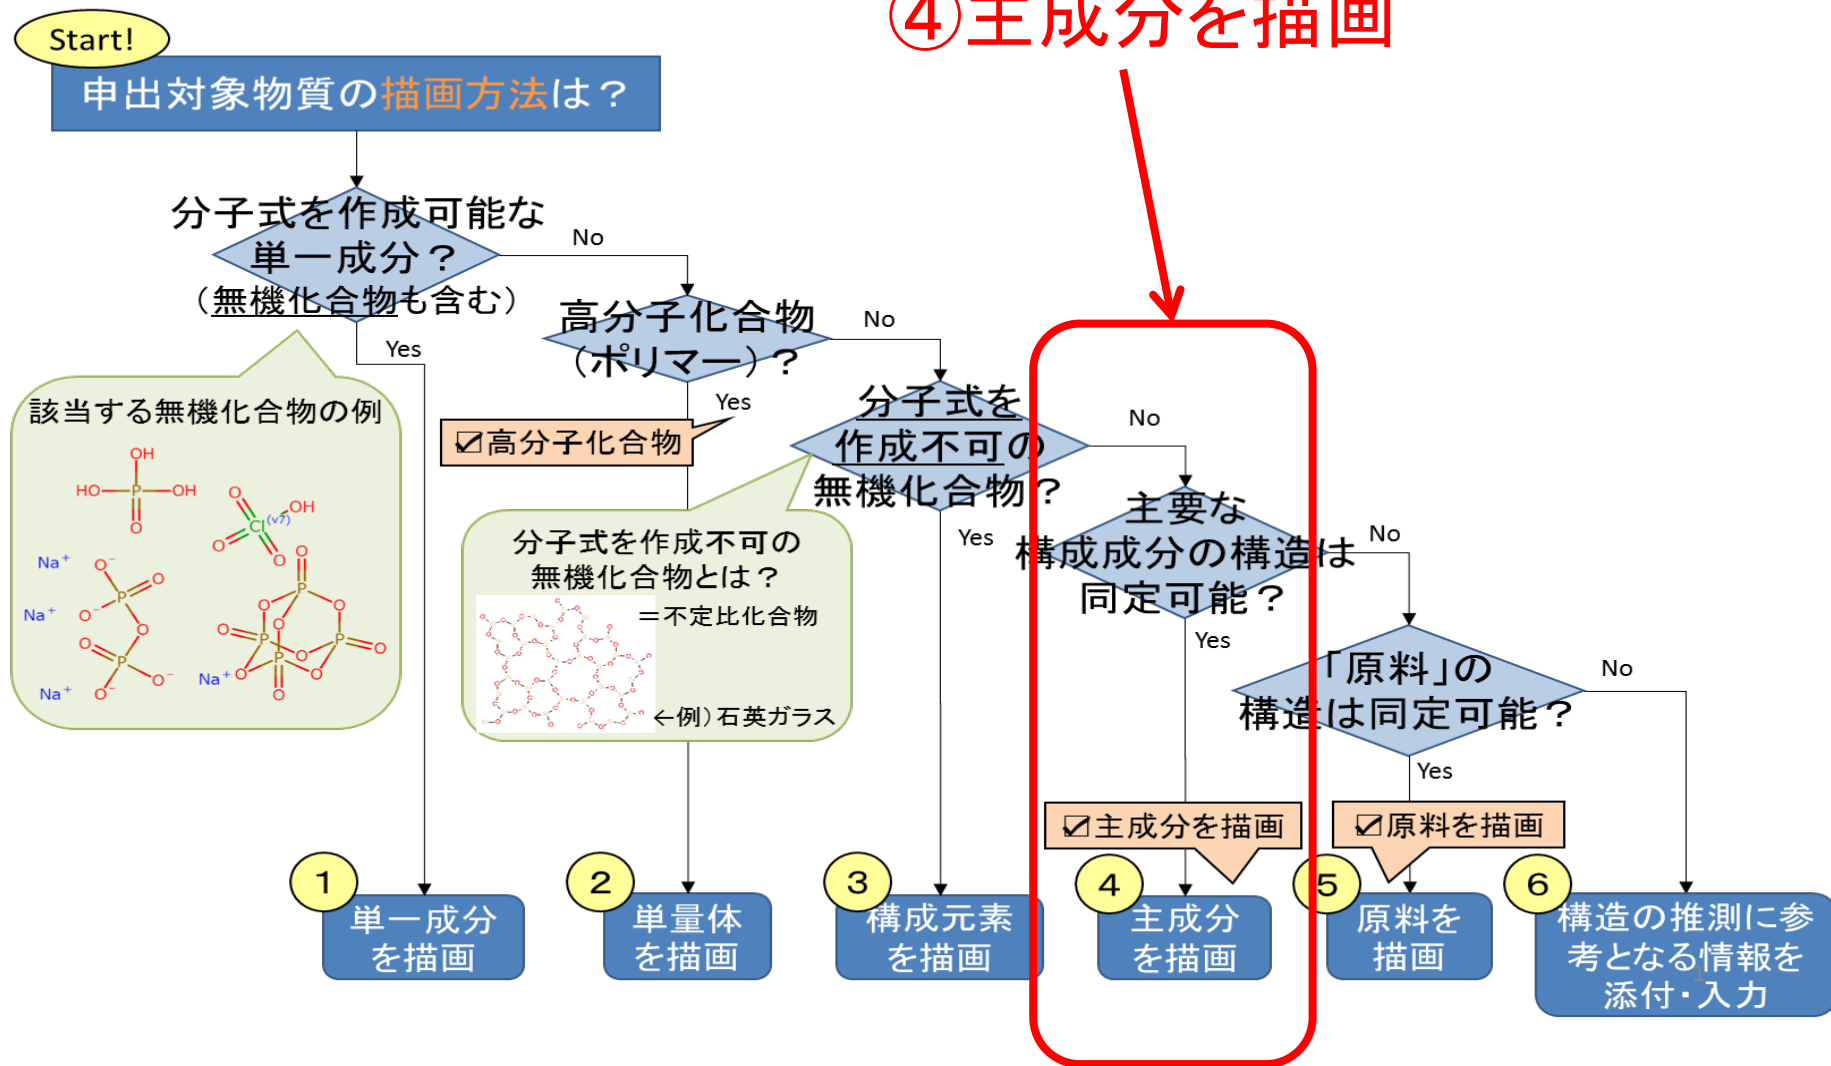 ④主成分を描画
Start!
申出対象物質の描画方法は？
分子式を作成可能な
単一成分？
（無機化合物も含む）
No
Yes
高分子化合物
（ポリマー）？
No
Yes
☑高分子化合物
分子式を
作成不可の
無機化合物？
No
Yes
主要な
構成成分の構造は
同定可能？
No
Yes
「原料」の
構造は同定可能？
No
Yes
該当する無機化合物の例
OH
HO P OH
O
O OH
Cl(v7)
O O
Na⁺ O⁻ O
P
Na⁺ O⁻
O
O
P
Na⁺ O⁻ O⁻
O
P
O O
O O
P P O
O
Na⁺ O P O
O
分子式を作成不可の
無機化合物とは？
＝不定比化合物
←例）石英ガラス
☑主成分を描画
☑原料を描画
1
単一成分
を描画
2
単量体
を描画
3
構成元素
を描画
4
主成分
を描画
5
原料を
描画
6
構造の推測に参
考となる情報を
添付・入力
1